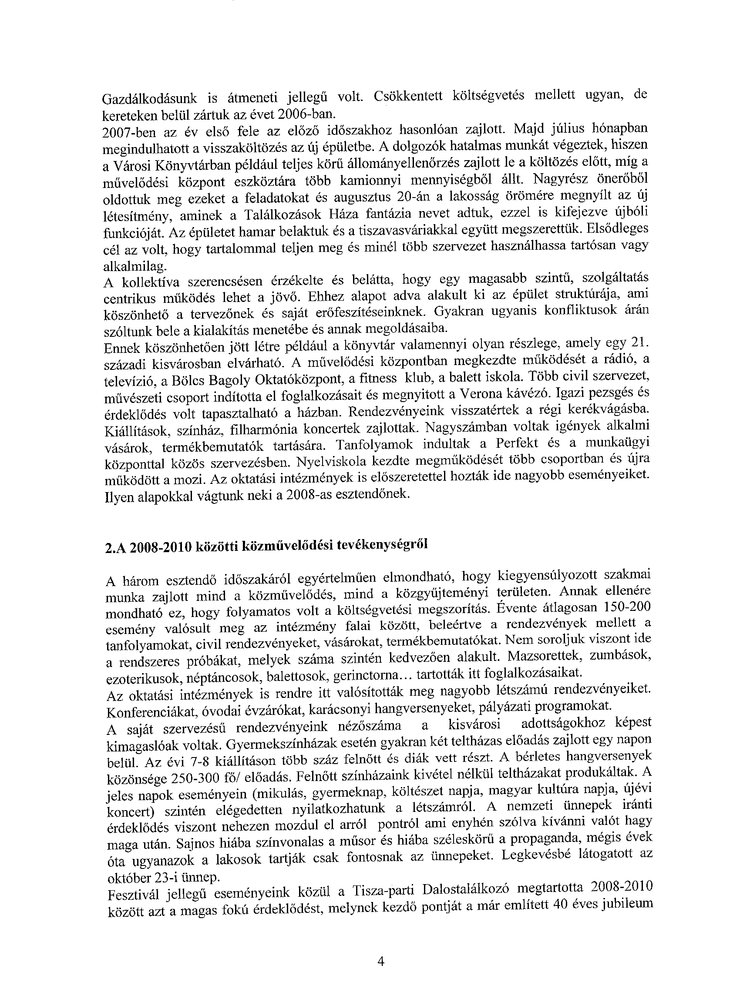 Gazdálkodásunk is átmeneti jellegű volt. Csökkentett költségvetés mellett ugyan, de
kereteken belül zártuk az évet 2006-ban.
2007-ben az év első fele az előző időszakhoz hasonlóan zajlott. Majd július hónapban
megindulhatott a visszaköltözés az új épületbe. A dolgozók hatalmas munkát végeztek, hiszen
a Városi Könyvtárban például teljes körű állományellenőrzés zajlott le a költözés előtt, míg a
művelődési központ eszköztára több kamionnyi mennyiségből állt. Nagyrész önerőből
oldottuk meg ezeket a feladatokat és augusztus 20-án a lakosság örömére megnyílt az új
létesítmény, aminek a Találkozások Háza fantázia nevet adtuk, ezzel is kifejezve újbóli
funkcióját. Az épületet hamar belaktuk és a tiszavasváriakkal együtt megszerettük. Elsődleges
cél az volt, hogy tartalommal teljen meg és minél több szervezet használhassa tartósan vagy
alkalmilag.
A kollektíva szerencsésen érzékelte és belátta, hogy egy magasabb szintű, szolgáltatás
centrikus működés lehet a jövő. Ehhez alapot adva alakult ki az épület struktúrája, ami
köszönhető a tervezőnek és saját erőfeszítéseinknek. Gyakran ugyanis konfliktusok árán
szóltunk bele a kialakítás menetébe és annak megoldásaiba.
Ennek köszönhetően jött létre például a könyvtár valamennyi olyan részlege, amely egy 21.
századi kisvárosban elvárható. A művelődési központban megkezdte működését a rádió, a
televízió, a Bölcs Bagoly Oktatóközpont, a fitness klub, a balett iskola. Több civil szervezet,
művészeti csoport indította el foglalkozásait és megnyitott a Verona kávézó. Igazi pezsgés és
érdeklődés volt tapasztalható a házban. Rendezvényeink visszatértek a régi kerékvágásba.
Kiállítások, színház, filharmónia koncertek zajlottak. Nagyszámban voltak igények alkalmi
vásárok, termékbemutatók tartására. Tanfolyamok indultak a Perfekt és a munkaügyi
központtal közös szervezésben. Nyelviskola kezdte megműködését több csoportban és újra
működött a mozi. Az oktatási intézmények is előszeretettel hozták ide nagyobb eseményeiket.
Ilyen alapokkal vágtunk neki a 2008-as esztendőnek.
2.A 2008-2010 közötti közművelődési tevékenységről
A három esztendő időszakáról egyértelműen elmondható, hogy kiegyensúlyozott szakmai
munka zajlott mind a közművelődés, mind a közgyűjteményi területen. Annak ellenére
mondható ez, hogy folyamatos volt a költségvetési megszorítás. Évente átlagosan 150-200
esemény valósult meg az intézmény falai között, beleértve a rendezvények mellett a
tanfolyamokat, civil rendezvényeket, vásárokat, termékbemutatókat. Nem soroljuk viszont ide
a rendszeres próbákat, melyek száma szintén kedvezően alakult. Mazsorettek, zumbások,
ezoterikusok, néptáncosok, balettosok, gerinctorna... tartották itt foglalkozásaikat.
Az oktatási intézmények is rendre itt valósították meg nagyobb létszámú rendezvényeiket.
Konferenciákat, óvodai évzárókat, karácsonyi hangversenyeket, pályázati programokat.
A saját szervezésű rendezvényeink nézőszáma a kisvárosi adottságokhoz képest
kimagaslóak voltak. Gyermekszínházak esetén gyakran két teltházas előadás zajlott egy napon
belül. Az évi 7-8 kiállításon több száz felnőtt és diák vett részt. A bérletes hangversenyek
közönsége 250-300 fő/ előadás. Felnőtt színházaink kivétel nélkül teltházakat produkáltak. A
jeles napok eseményein (mikulás, gyermeknap, költészet napja, magyar kultúra napja, újévi
koncert) szintén elégedetten nyilatkozhatunk a létszámról. A nemzeti ünnepek iránti
érdeklődés viszont nehezen mozdul el arról pontról ami enyhén szólva kívánni valót hagy
maga után. Sajnos hiába színvonalas a műsor és hiába széleskörű a propaganda, mégis évek
óta ugyanazok a lakosok tartják csak fontosnak az ünnepeket. Legkevésbé látogatott az
október 23-i ünnep.
Fesztivál jellegű eseményeink közül a Tisza-parti Dalostalálkozó megtartotta 2008-2010
között azt a magas fokú érdeklődést, melynek kezdő pontját a már említett 40 éves jubileum
4